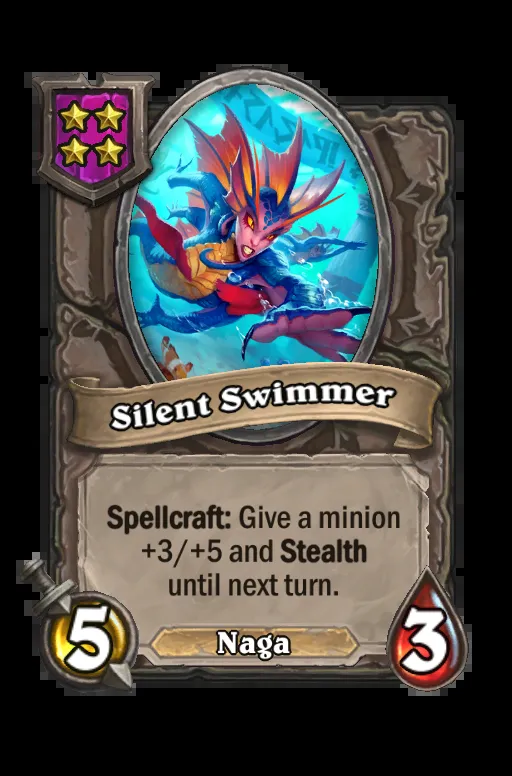 Silent Swimmer
Spellcraft: Give a minion
+3/+5 and Stealth
until next turn.
5
Naga
3